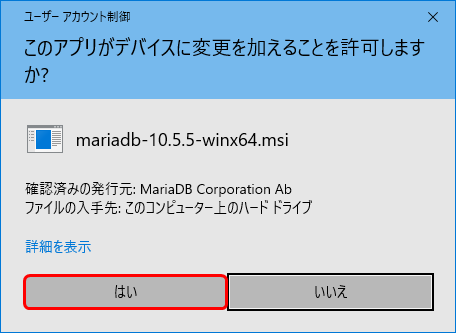 ユーザー アカウント制御
このアプリがデバイスに変更を加えることを許可します
か?
mariadb-10.5.5-winx64.msi
確認済みの発行元: MariaDB Corporation Ab
ファイルの入手先: このコンピューター上のハード ドライブ
詳細を表示
はい
いいえ